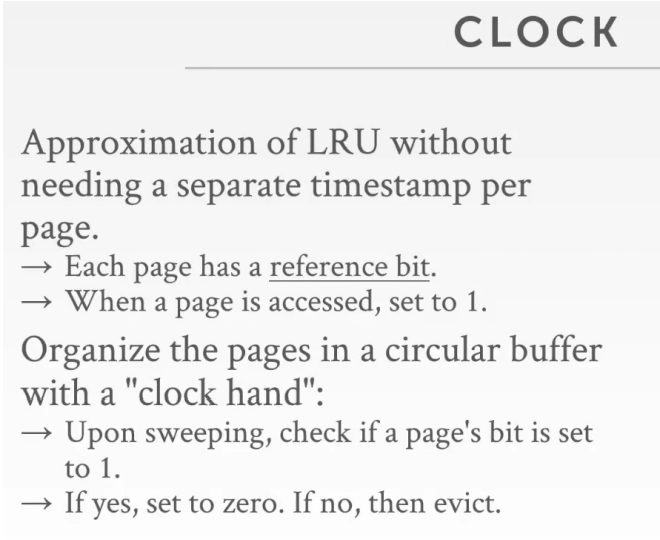 CLOCK
Approximation of LRU without
needing a separate timestamp per
page.
→ Each page has a reference bit.
→ When a page is accessed, set to 1.
Organize the pages in a circular buffer
with a "clock hand":
→ Upon sweeping, check if a page's bit is set
to 1.
→ If yes, set to zero. If no, then evict.